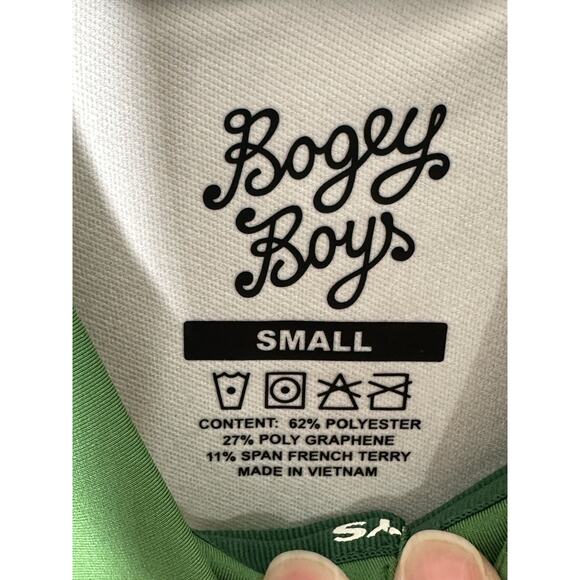 Bogey
Boys
SMALL
CONTENT: 62% POLYESTER
27% POLY GRAPHENE
11% SPAN FRENCH TERRY
MADE IN VIETNAM